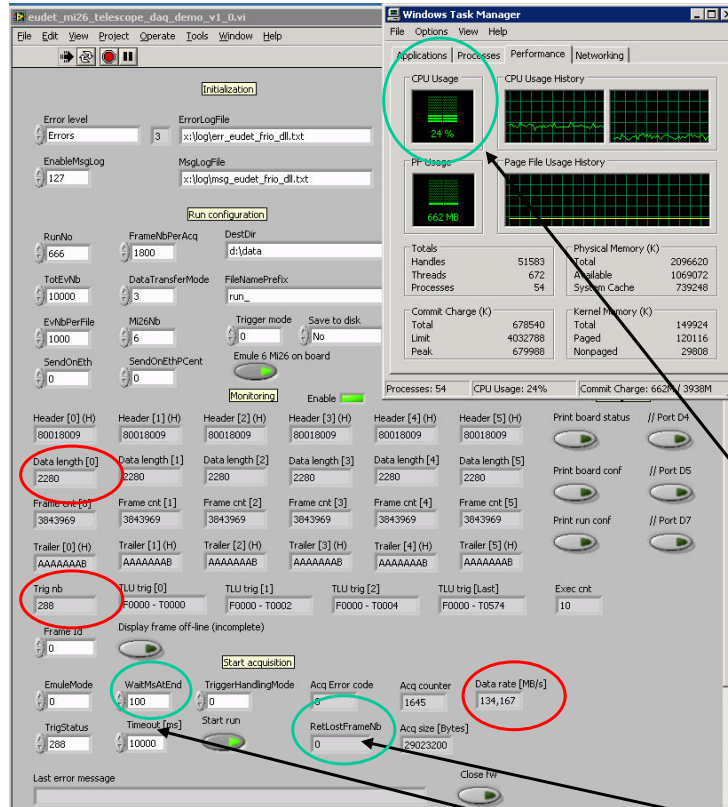 eudet_mi26_telescope_daq_demo_v1_0.vi
File Edit View Project Operate Tools Window Help
Initialization
Error level
Errors
3
ErrorLogFile
x:\log\err_eudet_frio_dll.txt
EnableMsgLog
127
MsgLogFile
x:\log\msg_eudet_frio_dll.txt
Run configuration
RunNo
666
FrameNbPerAcq
1800
DestDir
d:\data
TotEvNb
10000
DataTransferMode
3
FileNamePrefix
run_
EvNbPerFile
1000
Mi26Nb
6
Trigger mode
0
Save to disk
No
SendOnEth
0
SendOnEthPCent
0
Emule 6 Mi26 on board
Monitoring
Enable
Windows Task Manager
File Options View Help
Applications Processes Performance Networking
CPU Usage
24 %
CPU Usage History
PF Usage
662 MB
Page File Usage History
Totals
Handles 51583
Threads 672
Processes 54
Physical Memory (K)
Total 2096620
Available 1069072
System Cache 739248
Commit Charge (K)
Total 678540
Limit 4032788
Peak 679988
Kernel Memory (K)
Total 149924
Paged 120116
Nonpaged 29808
Processes: 54 CPU Usage: 24% Commit Charge: 662M / 3938M
Header [0] (H) Header [1] (H) Header [2] (H) Header [3] (H) Header [4] (H) Header [5] (H) Print board status // Port D4
80018009 80018009 80018009 80018009 80018009 80018009
Data length [0] Data length [1] Data length [2] Data length [3] Data length [4] Data length [5] Print board conf // Port D5
2280 2280 2280 2280 2280 2280
Frame cnt [0] Frame cnt [1] Frame cnt [2] Frame cnt [3] Frame cnt [4] Frame cnt [5] Print run conf // Port D7
3843969 3843969 3843969 3843969 3843969 3843969
Trailer [0] (H) Trailer [1] (H) Trailer [2] (H) Trailer [3] (H) Trailer [4] (H) Trailer [5] (H)
AAAAAAAB AAAAAAAB AAAAAAAB AAAAAAAB AAAAAAAB AAAAAAAB
Trig nb TLU trig [0] TLU trig [1] TLU trig [2] TLU trig [Last] Exec cnt
288 F0000 - T0000 F0000 - T0002 F0000 - T0004 F0000 - T0574 10
Frame Id Display frame off-line (incomplete)
0
Start acquisition
EmuleMode WaitMsAtEnd TriggerHandlingMode Acq Error code Acq counter Data rate [MB/s]
0 100 0 0 1645 134,167
TrigStatus Timeout [ms] Start run RetLostFrameNb Acq size [Bytes]
288 10000 0 29023200
Last error message Close fw